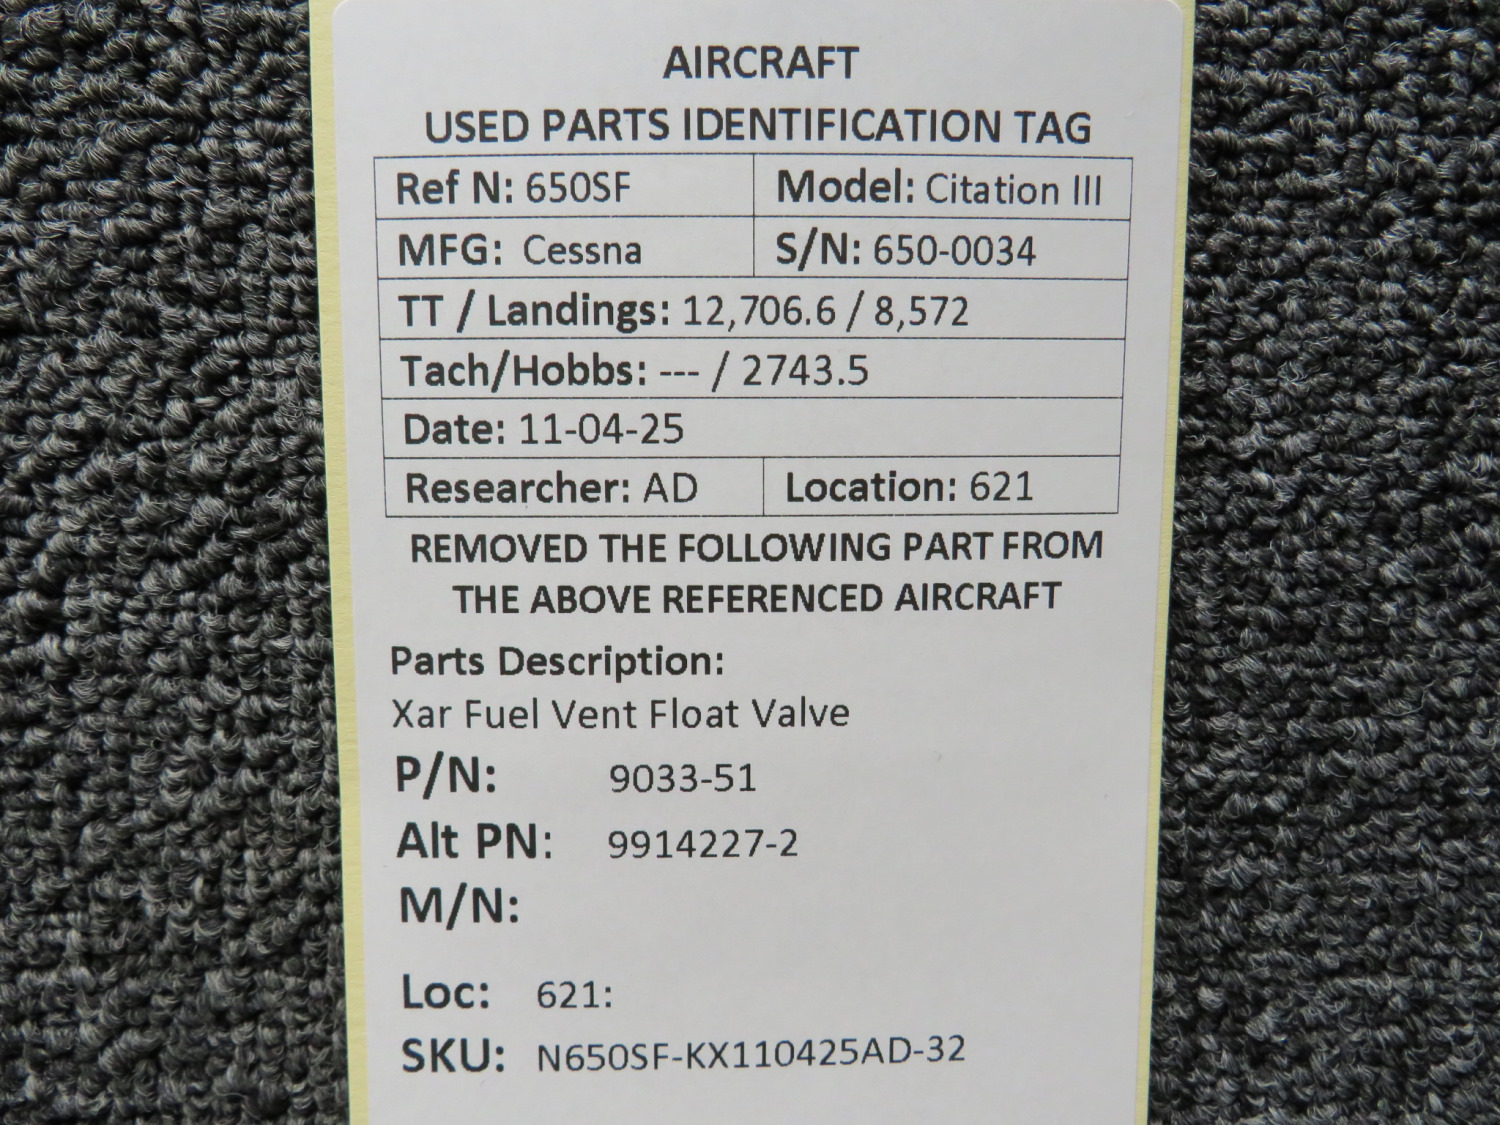 AIRCRAFT
USED PARTS IDENTIFICATION TAG
Ref N: 650SF Model: Citation III
MFG: Cessna S/N: 650-0034
TT / Landings: 12,706.6 / 8,572
Tach/Hobbs: --- / 2743.5
Date: 11-04-25
Researcher: AD Location: 621
REMOVED THE FOLLOWING PART FROM
THE ABOVE REFERENCED AIRCRAFT
Parts Description:
Xar Fuel Vent Float Valve
P/N: 9033-51
Alt PN: 9914227-2
M/N:
Loc: 621:
SKU: N650SF-KX110425AD-32